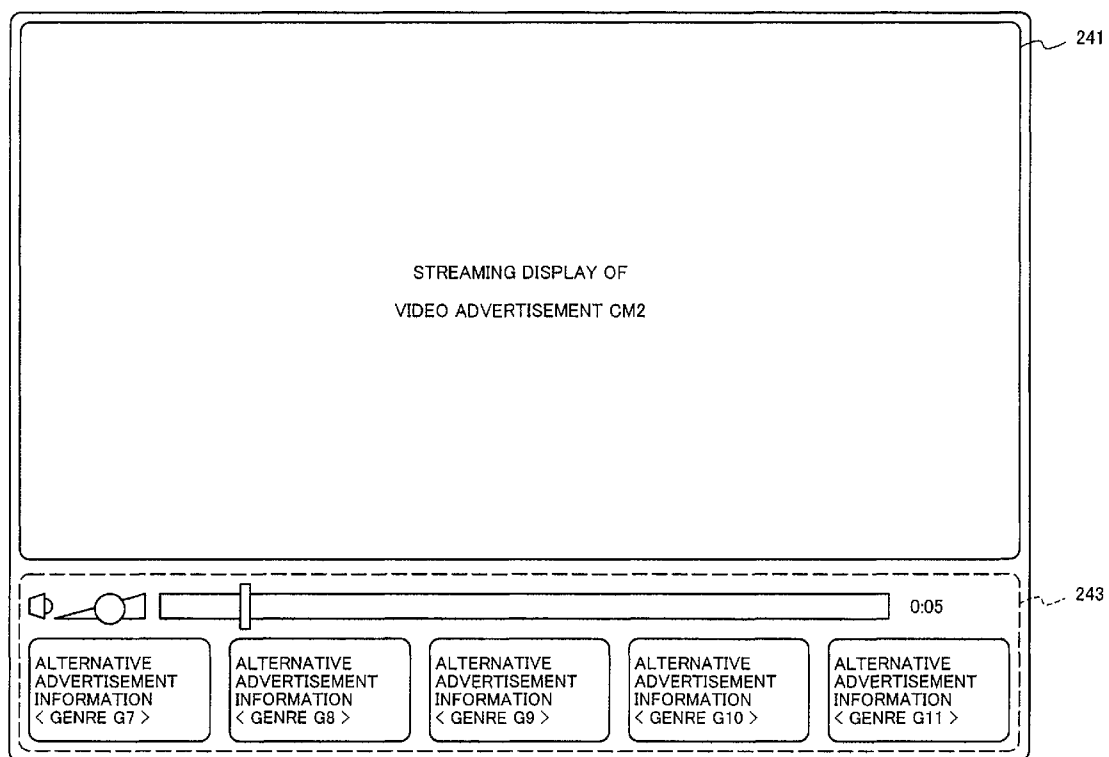 241
STREAMING DISPLAY OF
VIDEO ADVERTISEMENT CM2
243
0:05
ALTERNATIVE
ADVERTISEMENT
INFORMATION
< GENRE G7 >
ALTERNATIVE
ADVERTISEMENT
INFORMATION
< GENRE G8 >
ALTERNATIVE
ADVERTISEMENT
INFORMATION
< GENRE G9 >
ALTERNATIVE
ADVERTISEMENT
INFORMATION
< GENRE G10 >
ALTERNATIVE
ADVERTISEMENT
INFORMATION
< GENRE G11 >